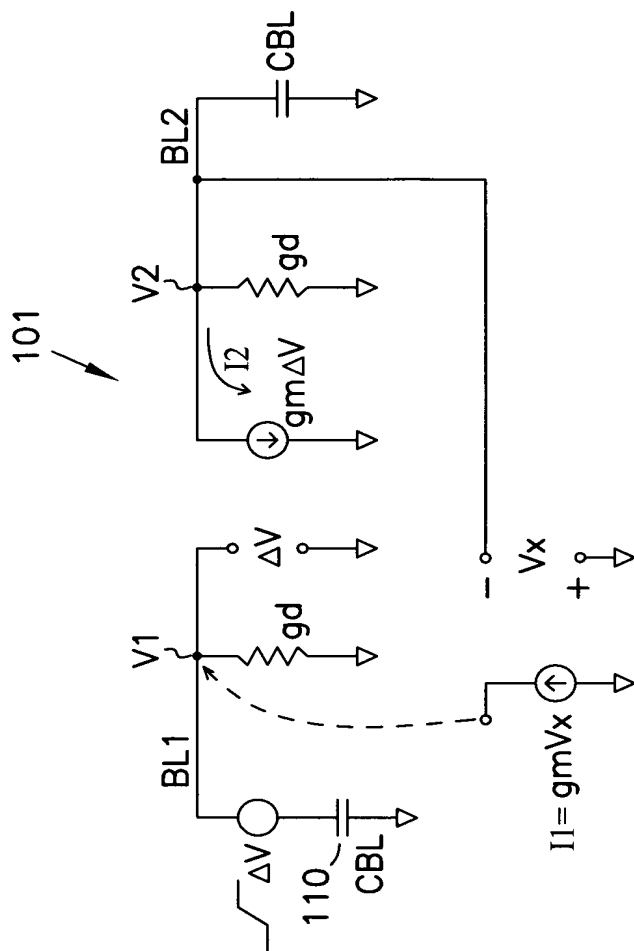 101
V1
V2
BL1
BL2
ΔV
110
CBL
gd
ΔV
I2
gmΔV
gd
CBL
I1= gmVx
-
Vx
+